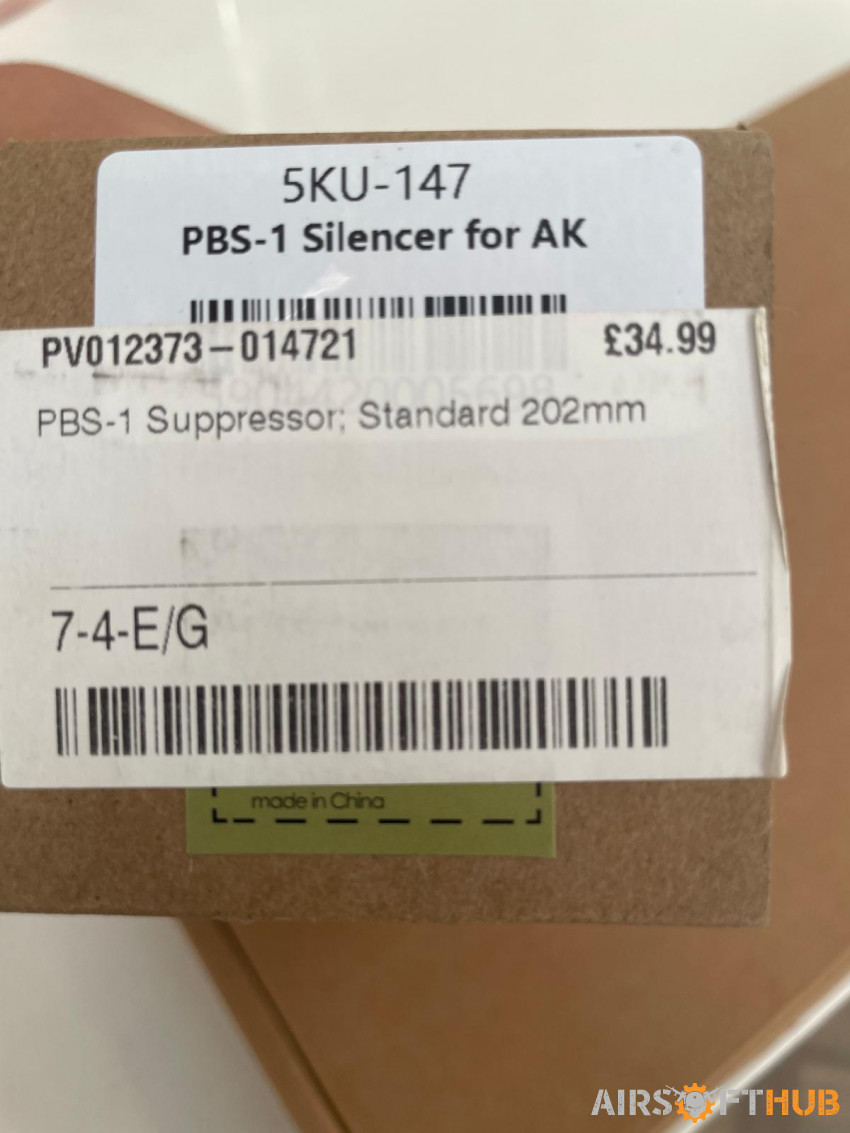 5KU-147
PBS-1 Silencer for AK
PV012373-014721 £34.99
PBS-1 Suppressor; Standard 202mm
7-4-E/G
made in China
AIRSOFTHUB